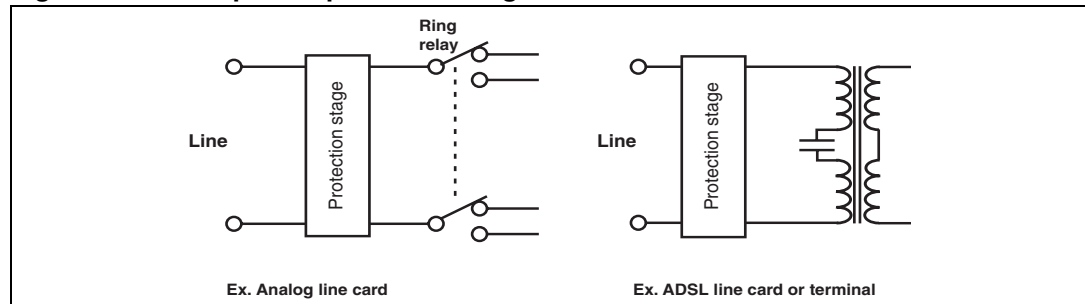 Ring
relay
Line
Protection stage
Ex. Analog line card
Line
Protection stage
Ex. ADSL line card or terminal